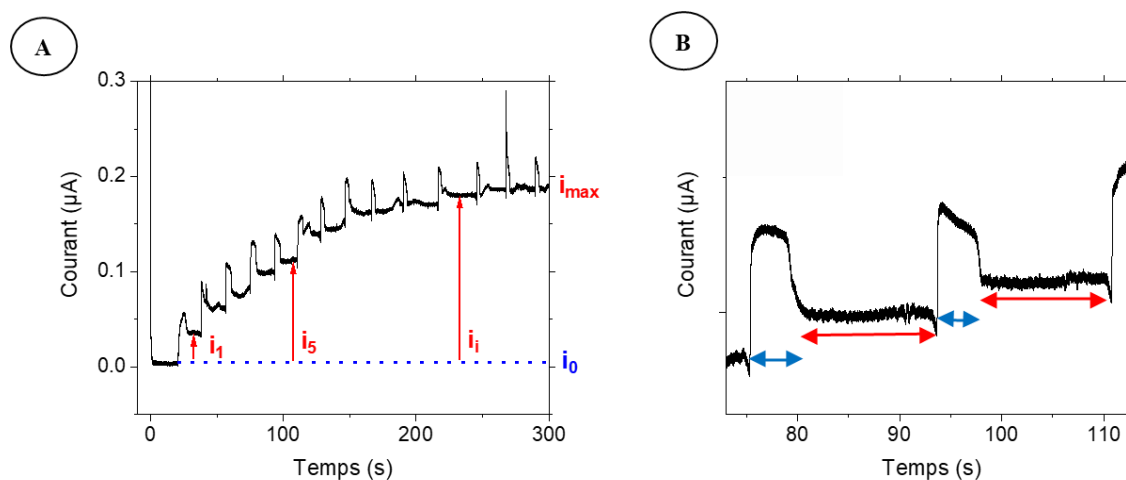 A
Courant (µA)
0.3
0.2
0.1
0.0
i1
i5
ii
imax
i0
0
100
200
300
Temps (s)
B
Courant (µA)
80
90
100
110
Temps (s)